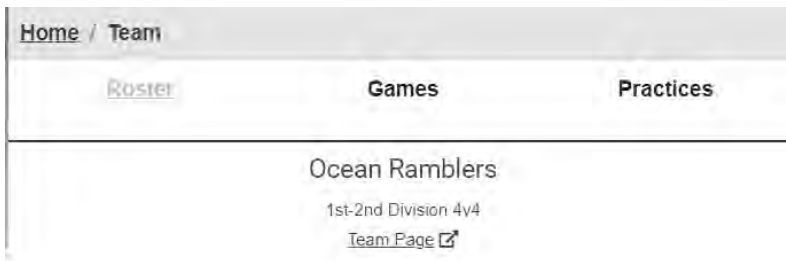 Home / Team
Roster Games Practices
Ocean Ramblers
1st-2nd Division 4v4
Team Page